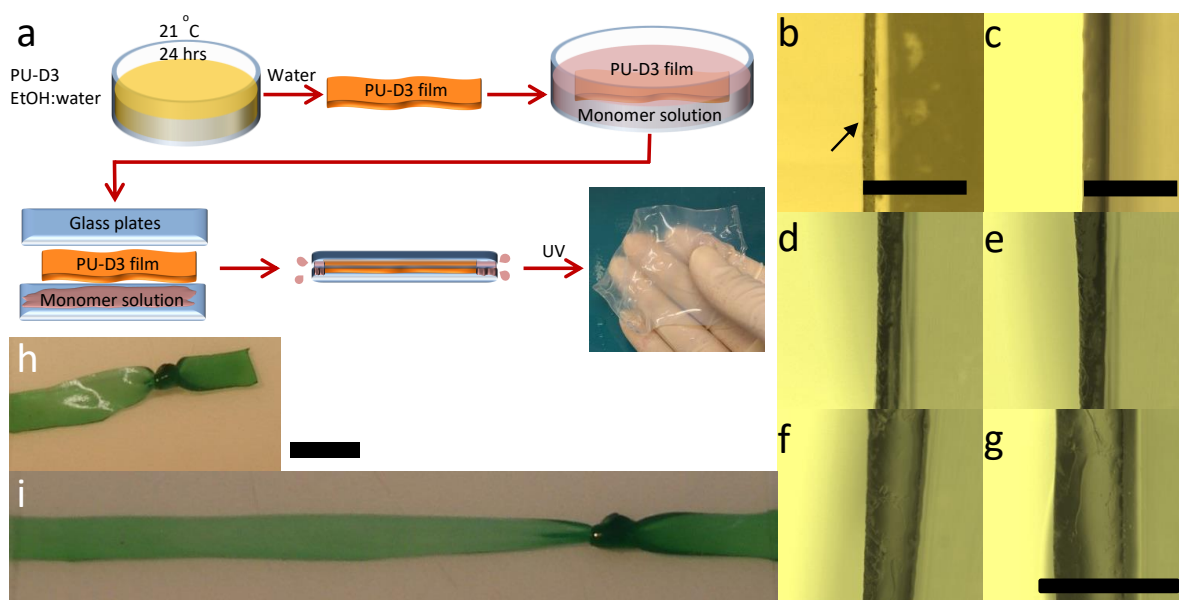 a
21 °C
24 hrs
PU-D3
EtOH:water
Water
PU-D3 film
PU-D3 film
Monomer solution
Glass plates
PU-D3 film
Monomer solution
UV
b
c
d
e
f
g
h
i